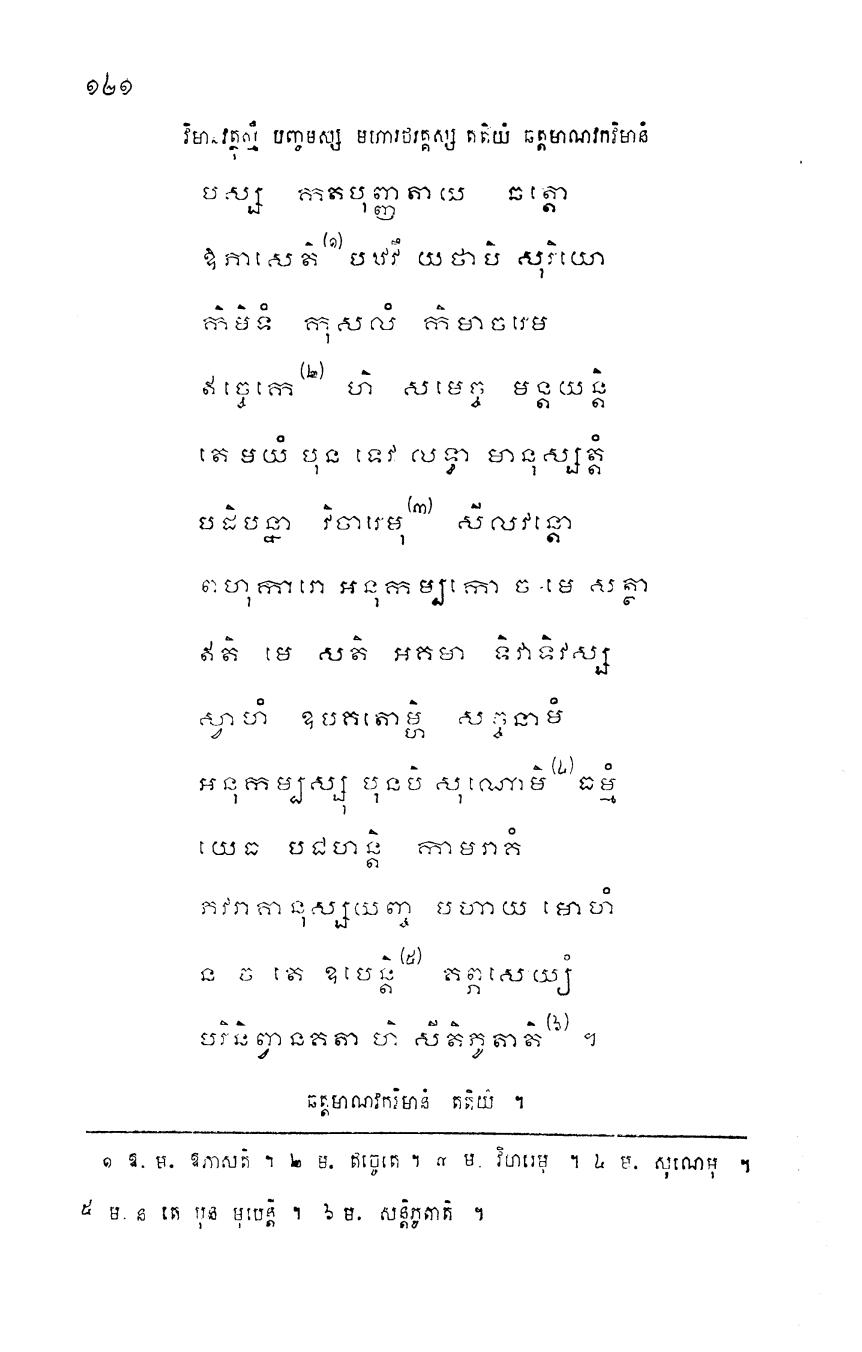 ១៤១
វិមានវត្ថុស្មឹ បញ្ចមស្ស មហារថវគ្គស្ស តតិយំ ឆត្តមាណវកវិមានំ
បស្ស កតបុញ្ញតាយ ឆត្តោ
ឱភាសេតិ(១) បឋវឹ យថាបិ សុរិយោ
កិមិទំ កុសលំ កិមាចរេម
ឥច្ចេកេ(២) ហិ សមេច្ច មន្តយន្តិ
តេ មយំ បុន ទេវ លទ្ធា មានុស្សត្តំ
បដិបន្នា វិចារេមុ(៣) សីលវន្តោ
ពហុការោ អនុកម្បកោ ច មេ សត្ថា
ឥតិ មេ សតិ អគមា ទិវាទិវស្ស
ស្វាហំ ឧបគតោម្ហិ សច្ចនាមំ
អនុកម្បស្សុ បុនបិ សុណោមិ(៤) ធម្មំ
យេធ បជហន្តិ កាមរាគំ
ភវរាគានុស្សយញ្ច បហាយ មោហំ
ន ច តេ ឧបេន្តិ(៥) គព្ភសេយ្យំ
បរិនិព្វានគតា ហិ សីតិភូតាតិ(៦) ។
ឆត្តមាណវកវិមានំ តតិយំ ។
១ ឱ. ម. ឱភាសតិ ។ ២ ម. ឥច្ចេតេ ។ ៣ ម. វិហរេមុ ។ ៤ ម. សុណេមុ ។
៥ ម. ន តេ បុន មុបេន្តិ ។ ៦ ម. សន្តិភូតាតិ ។